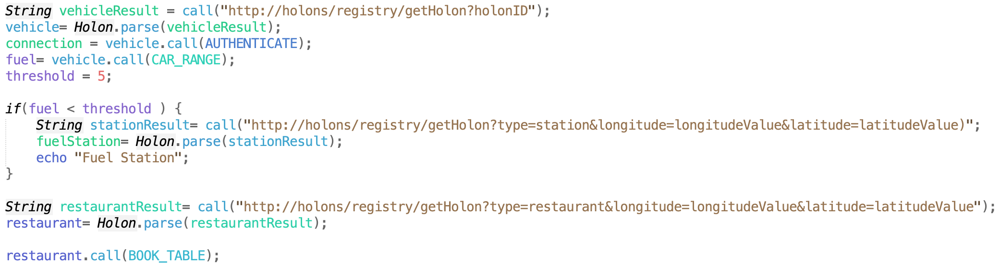 String vehicleResult = call("http://holons/registry/getHolon?holonID");
vehicle= Holon.parse(vehicleResult);
connection = vehicle.call(AUTHENTICATE);
fuel= vehicle.call(CAR_RANGE);
threshold = 5;
if(fuel < threshold ) {
    String stationResult= call("http://holons/registry/getHolon?type=station&longitude=longitudeValue&latitude=latitudeValue)";
    fuelStation= Holon.parse(stationResult);
    echo "Fuel Station";
}
String restaurantResult= call("http://holons/registry/getHolon?type=restaurant&longitude=longitudeValue&latitude=latitudeValue");
restaurant= Holon.parse(restaurantResult);
restaurant.call(BOOK_TABLE);